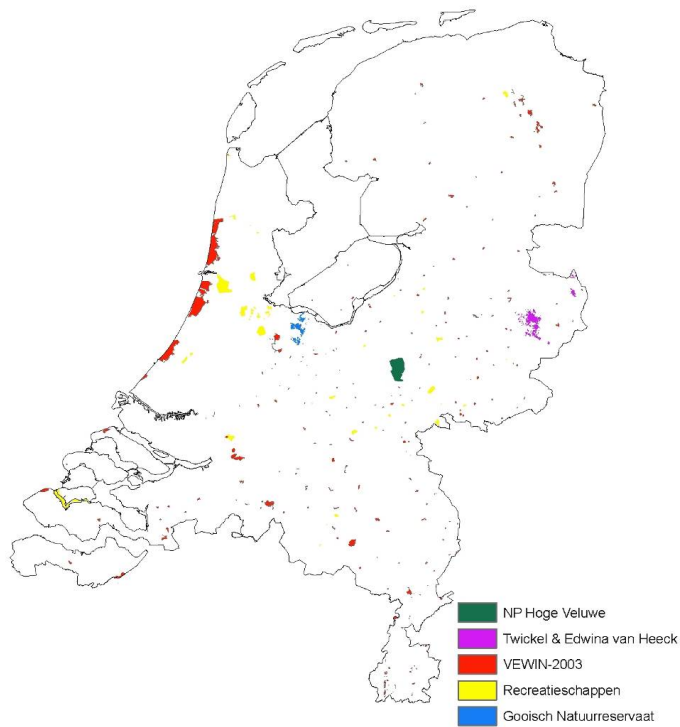 NP Hoge Veluwe
Twickel & Edwina van Heeck
VEWIN-2003
Recreatieschappen
Gooisch Natuurreservaat